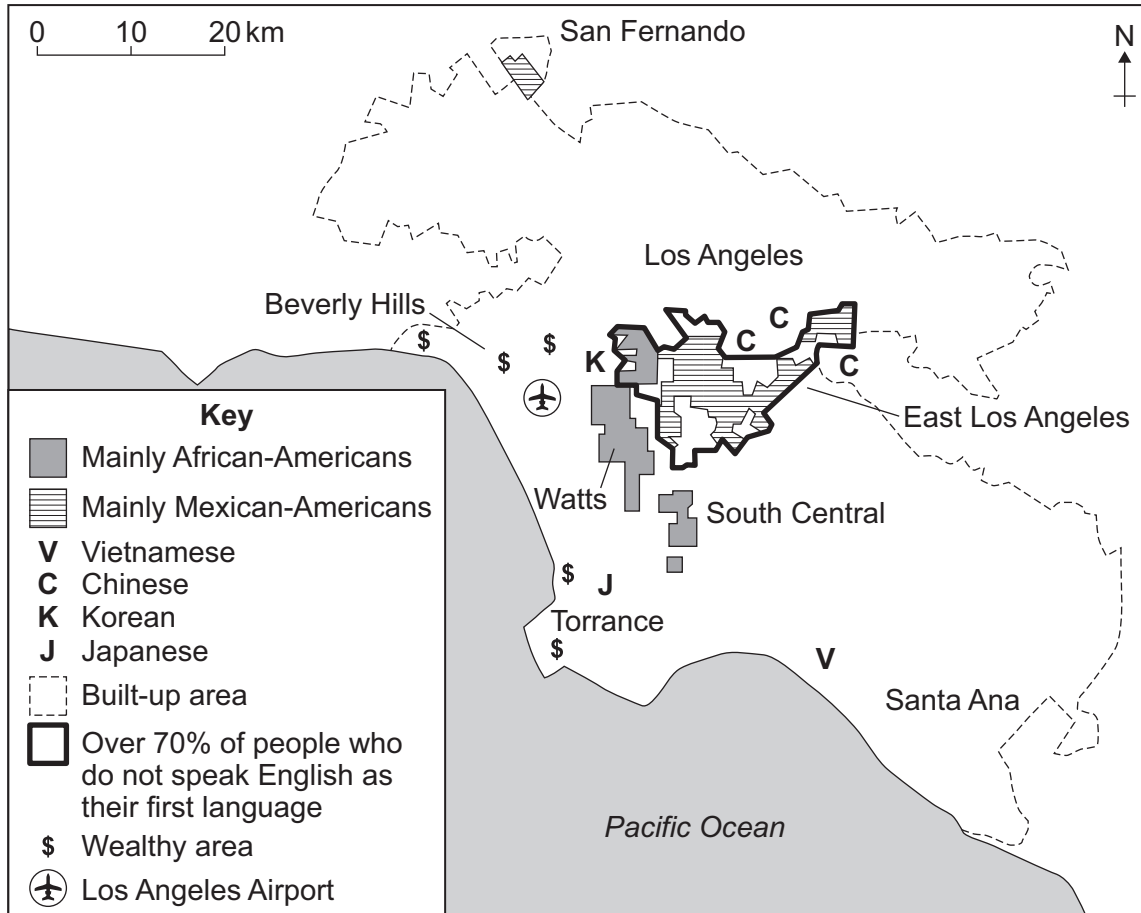 0 10 20 km
San Fernando
N
Los Angeles
Beverly Hills
$
$
$
C
C
K
C
East Los Angeles
Watts
South Central
$
J
Torrance
$
V
Santa Ana
Pacific Ocean
Key
Mainly African-Americans
Mainly Mexican-Americans
V Vietnamese
C Chinese
K Korean
J Japanese
Built-up area
Over 70% of people who
do not speak English as
their first language
$ Wealthy area
Los Angeles Airport